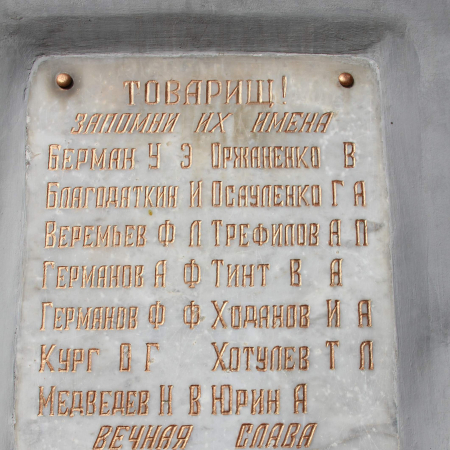 ТОВАРИЩ!
ЗАПОМНИ ИХ ИМЕНА
БЕРМАН У Э ОРЖАНЕНКО В
БЛАГОДАТКИН И ОСАУЛЕНКО Г А
ВЕРЕМЬЕВ Ф Л ТРЕФИЛОВ А П
ГЕРМАНОВ А Ф ТИНТ В А
ГЕРМАНОВ Ф Ф ХОДАНОВ И А
КУРГ О Г ХОТУЛЕВ Т Л
МЕДВЕДЕВ Н В ЮРИН А
ВЕЧНАЯ СЛАВА